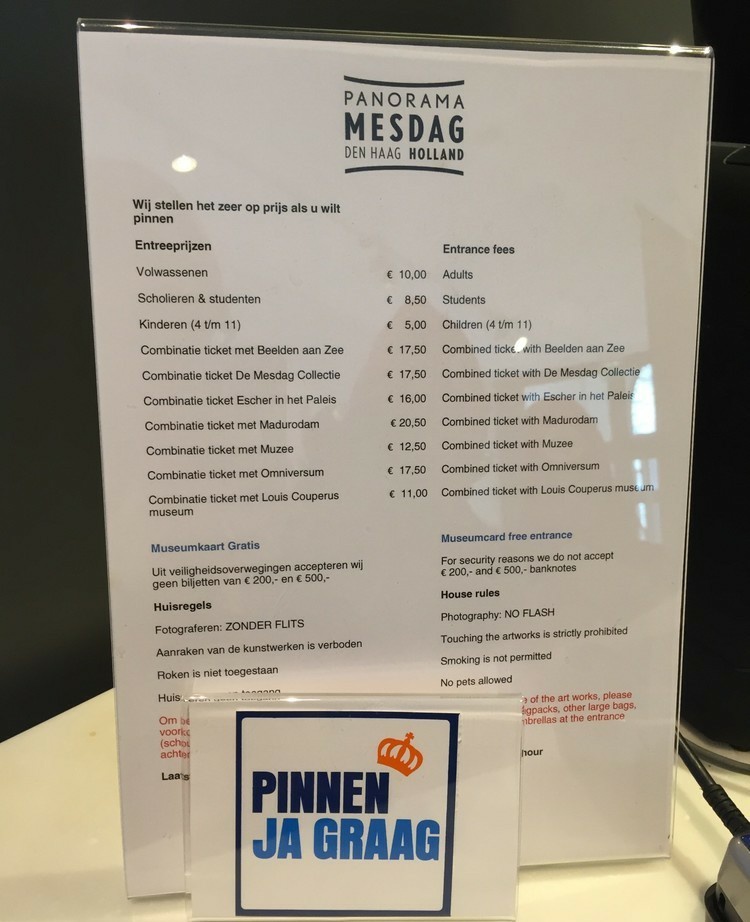 PANORAMA
MESDAG
DEN HAAG HOLLAND
Wij stellen het zeer op prijs als u wilt
pinnen
Entreeprijzen Entrance fees
Volwassenen € 10,00 Adults
Scholieren & studenten € 8,50 Students
Kinderen (4 t/m 11) € 5,00 Children (4 t/m 11)
Combinatie ticket met Beelden aan Zee € 17,50 Combined ticket with Beelden aan Zee
Combinatie ticket De Mesdag Collectie € 17,50 Combined ticket with De Mesdag Collectie
Combinatie ticket Escher in het Paleis € 16,00 Combined ticket with Escher in het Paleis
Combinatie ticket met Madurodam € 20,50 Combined ticket with Madurodam
Combinatie ticket met Muzee € 12,50 Combined ticket with Muzee
Combinatie ticket met Omniversum € 17,50 Combined ticket with Omniversum
Combinatie ticket met Louis Couperus € 11,00 Combined ticket with Louis Couperus museum
museum
Museumkaart Gratis
Uit veiligheidsoverwegingen accepteren wij
geen biljetten van € 200,- en € 500,-
Huisregels
Fotograferen: ZONDER FLITS
Aanraken van de kunstwerken is verboden
Roken is niet toegestaan
Om
Museumcard free entrance
For security reasons we do not accept
€ 200,- and € 500,- banknotes
House rules
Photography: NO FLASH
Touching the artworks is strictly prohibited
Smoking is not permitted
No pets allowed
of the art works, please
other large bags,
at the entrance
hour
PINNEN
JA GRAAG